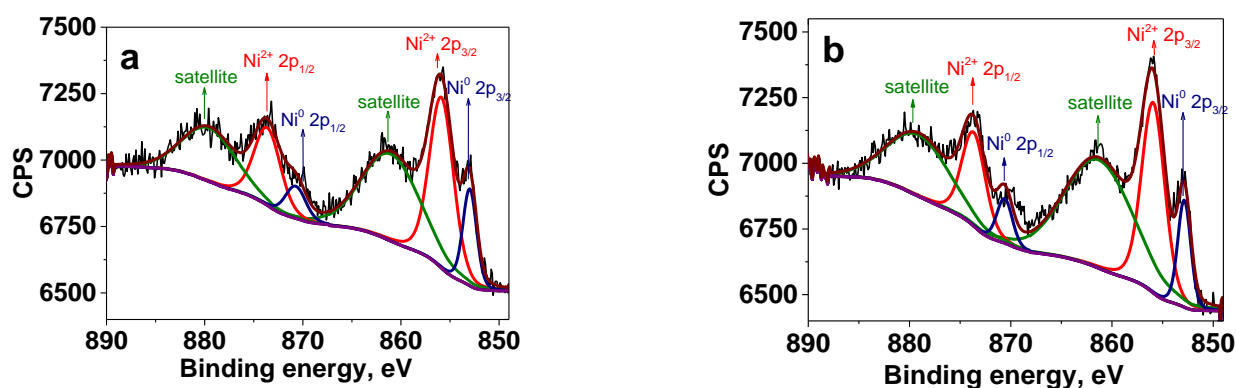 a
7500
7250
7000
6750
6500
CPS
890
880
870
860
850
Binding energy, eV
satellite
Ni²⁺ 2p₁/₂
Ni⁰ 2p₁/₂
satellite
Ni²⁺ 2p₃/₂
Ni⁰ 2p₃/₂
b
7500
7250
7000
6750
6500
CPS
890
880
870
860
850
Binding energy, eV
satellite
Ni²⁺ 2p₁/₂
Ni⁰ 2p₁/₂
satellite
Ni²⁺ 2p₃/₂
Ni⁰ 2p₃/₂